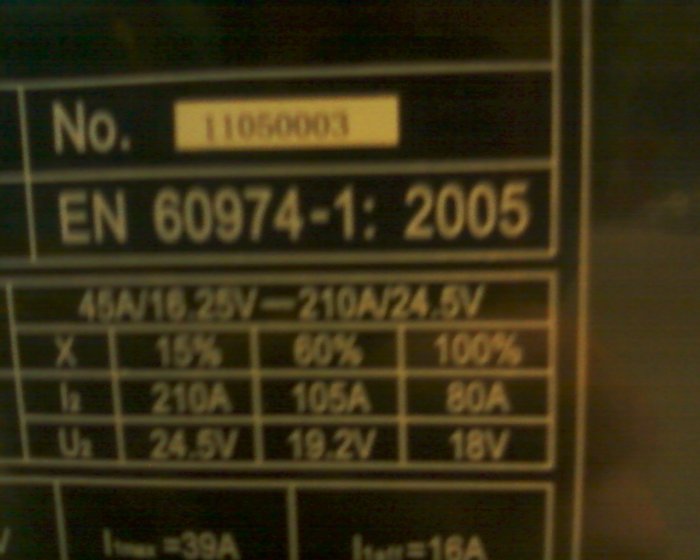 No. 11050003
EN 60974-1: 2005
45A/16.25V—210A/24.5V
X 15% 60% 100%
I₂ 210A 105A 80A
U₂ 24.5V 19.2V 18V
V I₁max =39A I₁eff=16A